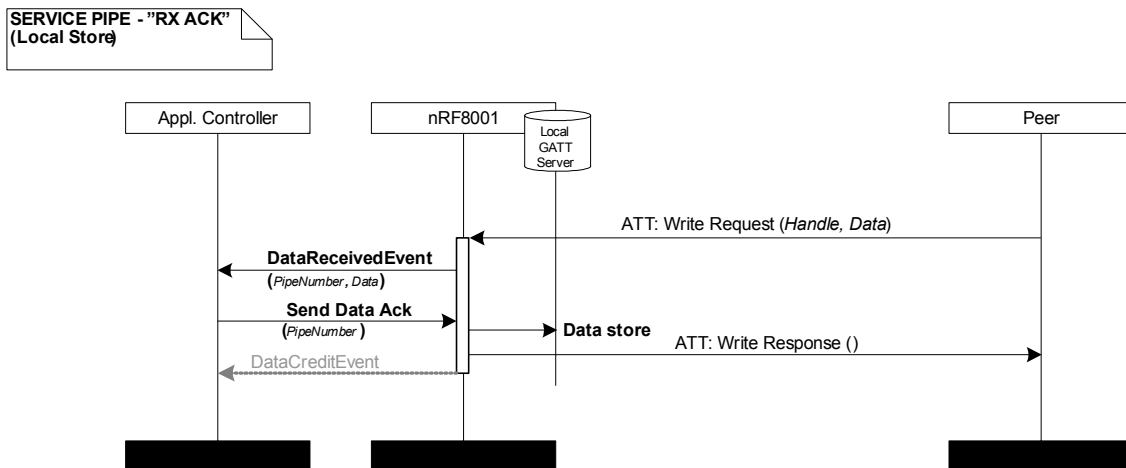 SERVICE PIPE - ”RX ACK”
(Local Store)
Appl. Controller
nRF8001
Peer
Local
GATT
Server
ATT: Write Request (Handle, Data)
DataReceivedEvent
(PipeNumber, Data)
Send Data Ack
(PipeNumber)
Data store
ATT: Write Response ()
DataCreditEvent